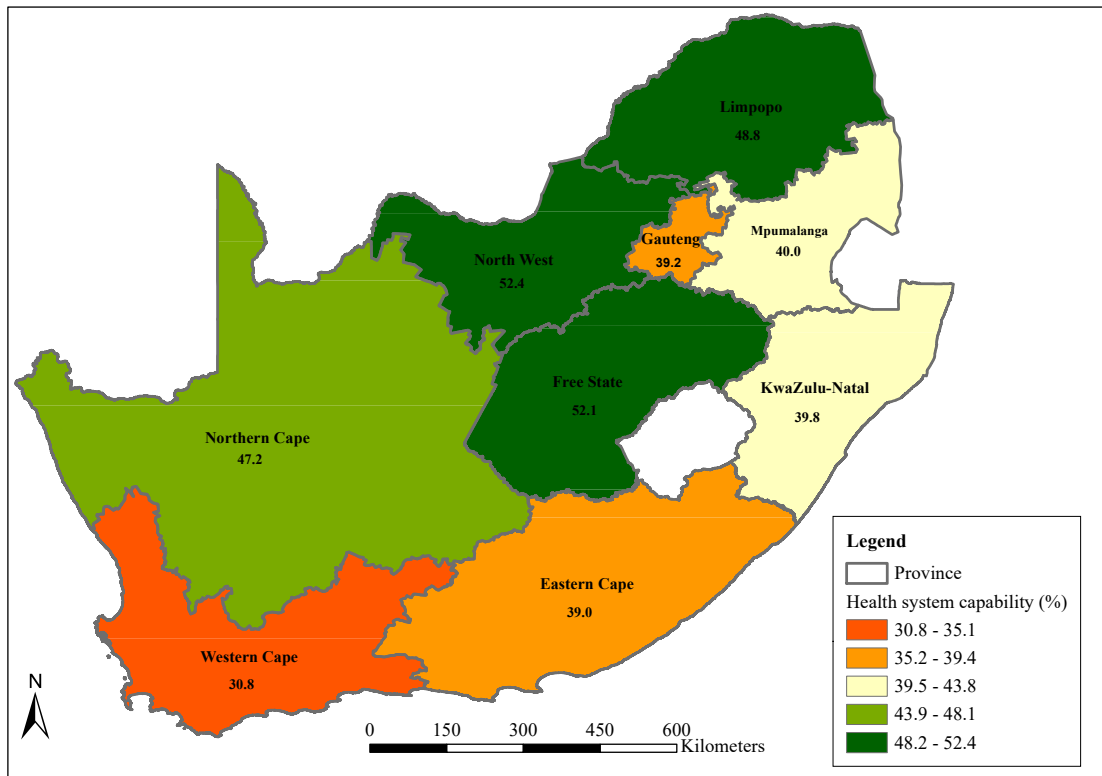 Limpopo
48.8
Gauteng
39.2
Mpumalanga
40.0
North West
52.4
Free State
52.1
KwaZulu-Natal
39.8
Northern Cape
47.2
Eastern Cape
39.0
Western Cape
30.8
N
0 150 300 450 600
Kilometers
Legend
Province
Health system capability (%)
30.8 - 35.1
35.2 - 39.4
39.5 - 43.8
43.9 - 48.1
48.2 - 52.4